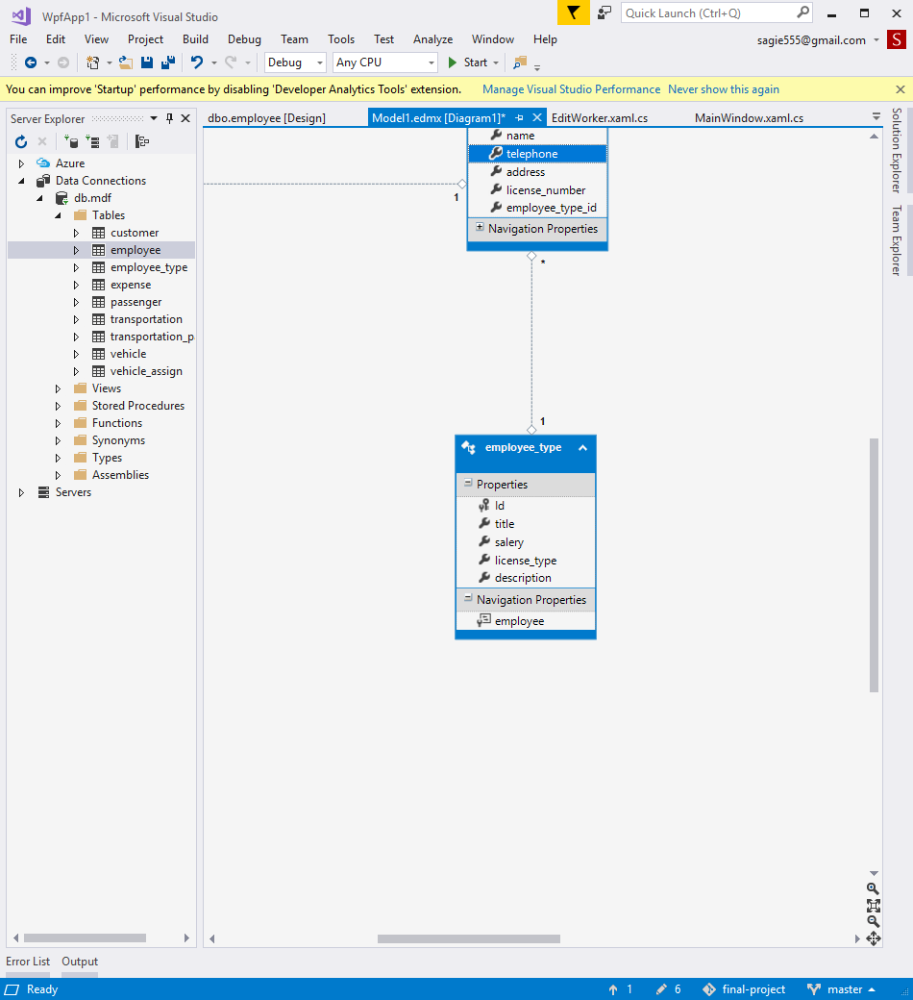 WpfApp1 - Microsoft Visual Studio
Quick Launch (Ctrl+Q)
File Edit View Project Build Debug Team Tools Test Analyze Window Help
sagie555@gmail.com S
Debug Any CPU Start
You can improve 'Startup' performance by disabling 'Developer Analytics Tools' extension. Manage Visual Studio Performance Never show this again
Server Explorer
Azure
Data Connections
db.mdf
Tables
customer
employee
employee_type
expense
passenger
transportation
transportation_p
vehicle
vehicle_assign
Views
Stored Procedures
Functions
Synonyms
Types
Assemblies
Servers
dbo.employee [Design] Model1.edmx [Diagram1]* EditWorker.xaml.cs MainWindow.xaml.cs
name
telephone
address
license_number
employee_type_id
Navigation Properties
1
*
1
employee_type
Properties
Id
title
salery
license_type
description
Navigation Properties
employee
Solution Explorer
Team Explorer
Error List Output
Ready 1 6 final-project master